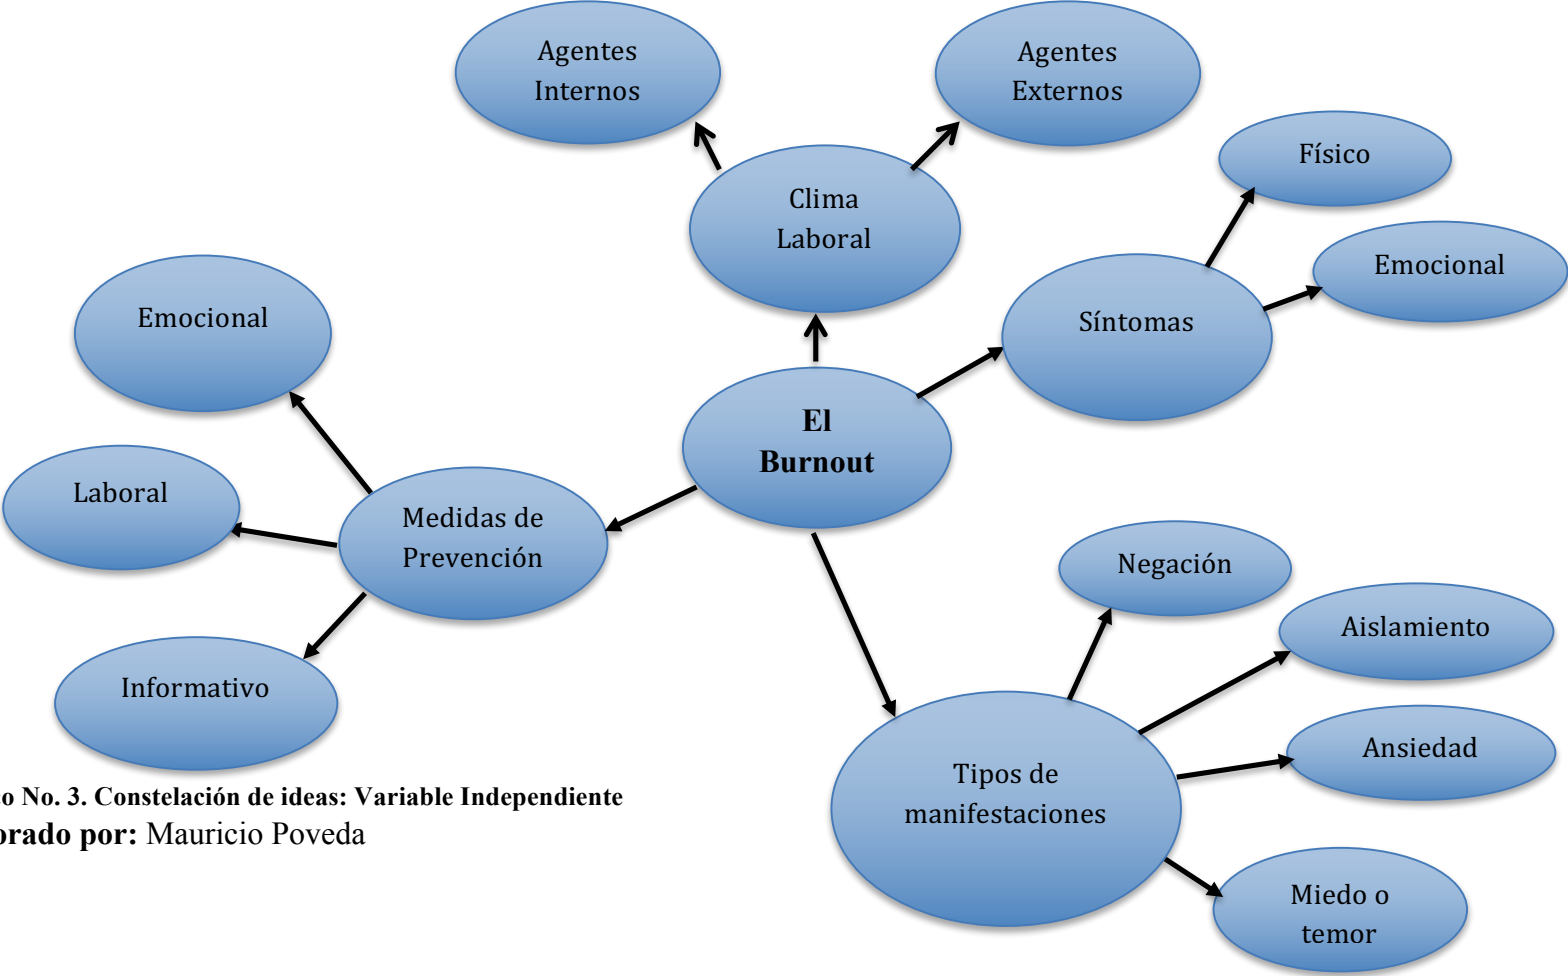 Agentes
Internos
Agentes
Externos
Físico
Clima
Laboral
Emocional
Síntomas
Emocional
El
Burnout
Laboral
Medidas de
Prevención
Negación
Aislamiento
Informativo
Ansiedad
Tipos de
manifestaciones
Miedo o
temor
o No. 3. Constelación de ideas: Variable Independiente
orado por: Mauricio Poveda